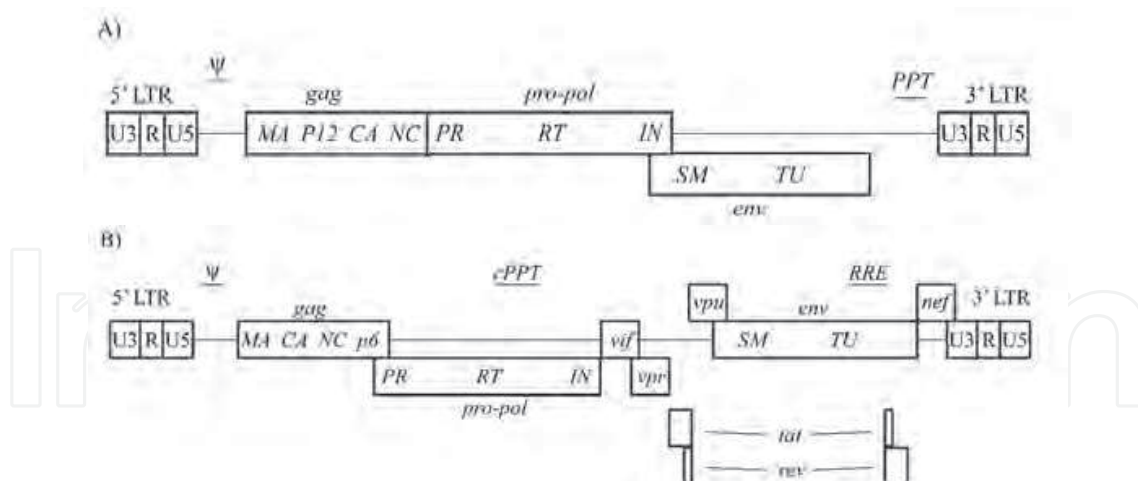 A)
Ψ PPT
5' LTR gag pro-pol 3' LTR
U3 R U5 MA P12 CA NC PR RT IN U3 R U5
SM TU
env
B)
Ψ cPPT RRE
5' LTR gag vpu env nef 3' LTR
U3 R U5 MA CA NC p6 vif SM TU U3 R U5
PR RT IN vpr
pro-pol
tat
rev